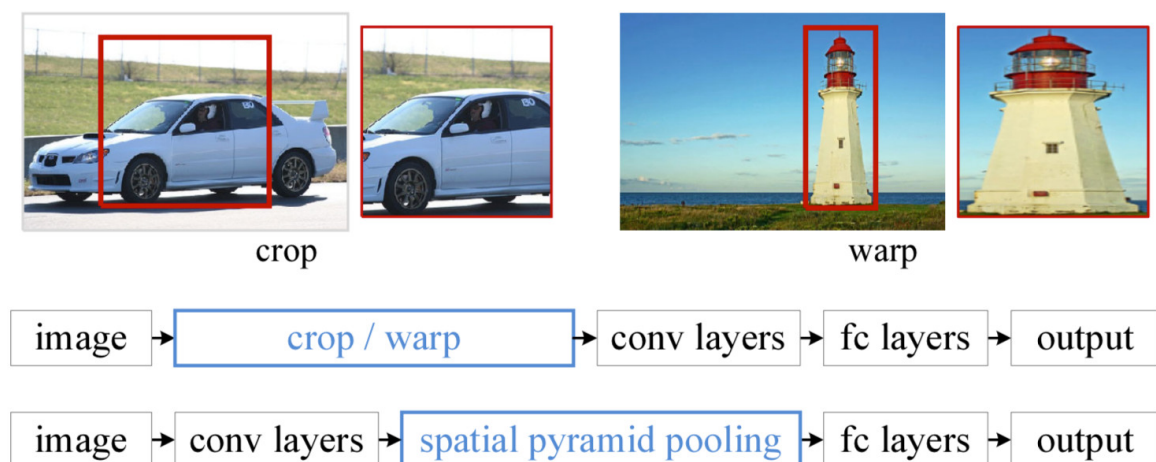 crop
warp
image crop / warp conv layers fc layers output
image conv layers spatial pyramid pooling fc layers output